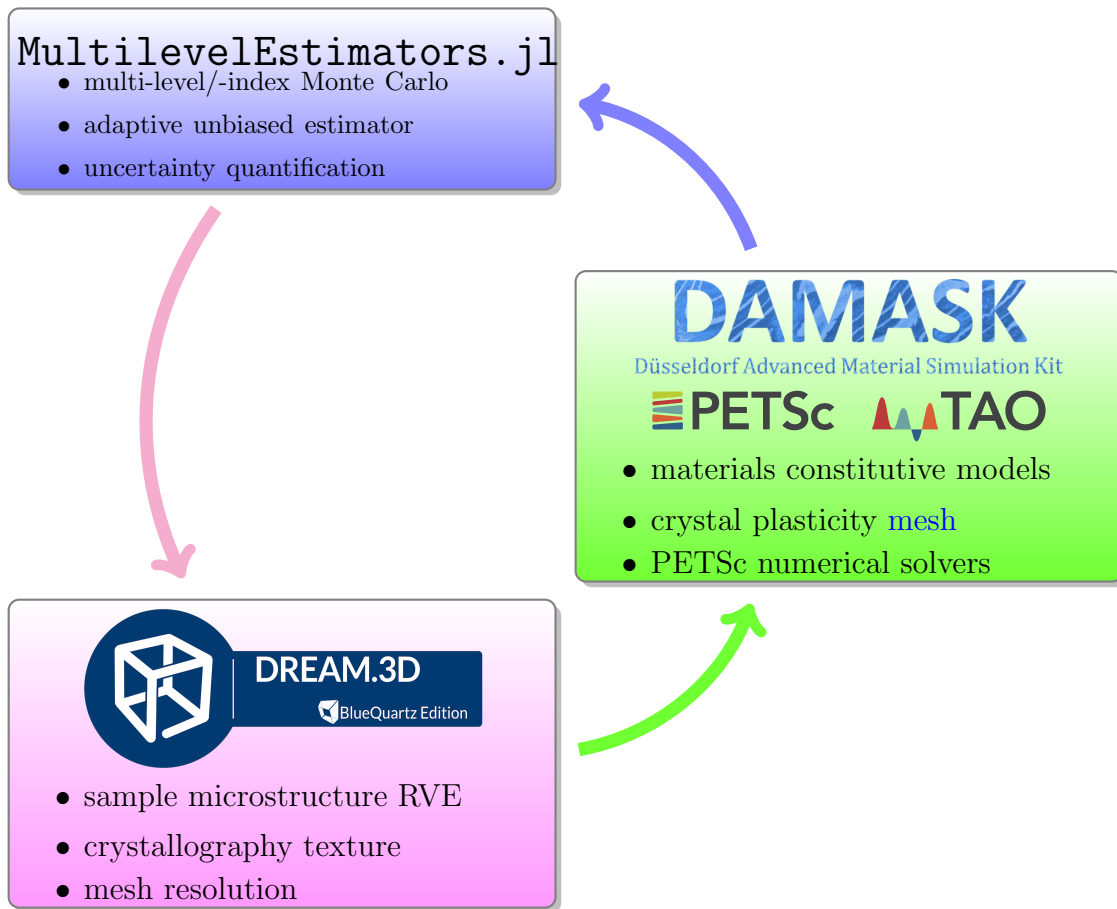 MultilevelEstimators.jl
• multi-level/-index Monte Carlo
• adaptive unbiased estimator
• uncertainty quantification
DAMASK
Düsseldorf Advanced Material Simulation Kit
PETSc TAO
• materials constitutive models
• crystal plasticity mesh
• PETSc numerical solvers
DREAM.3D
BlueQuartz Edition
• sample microstructure RVE
• crystallography texture
• mesh resolution